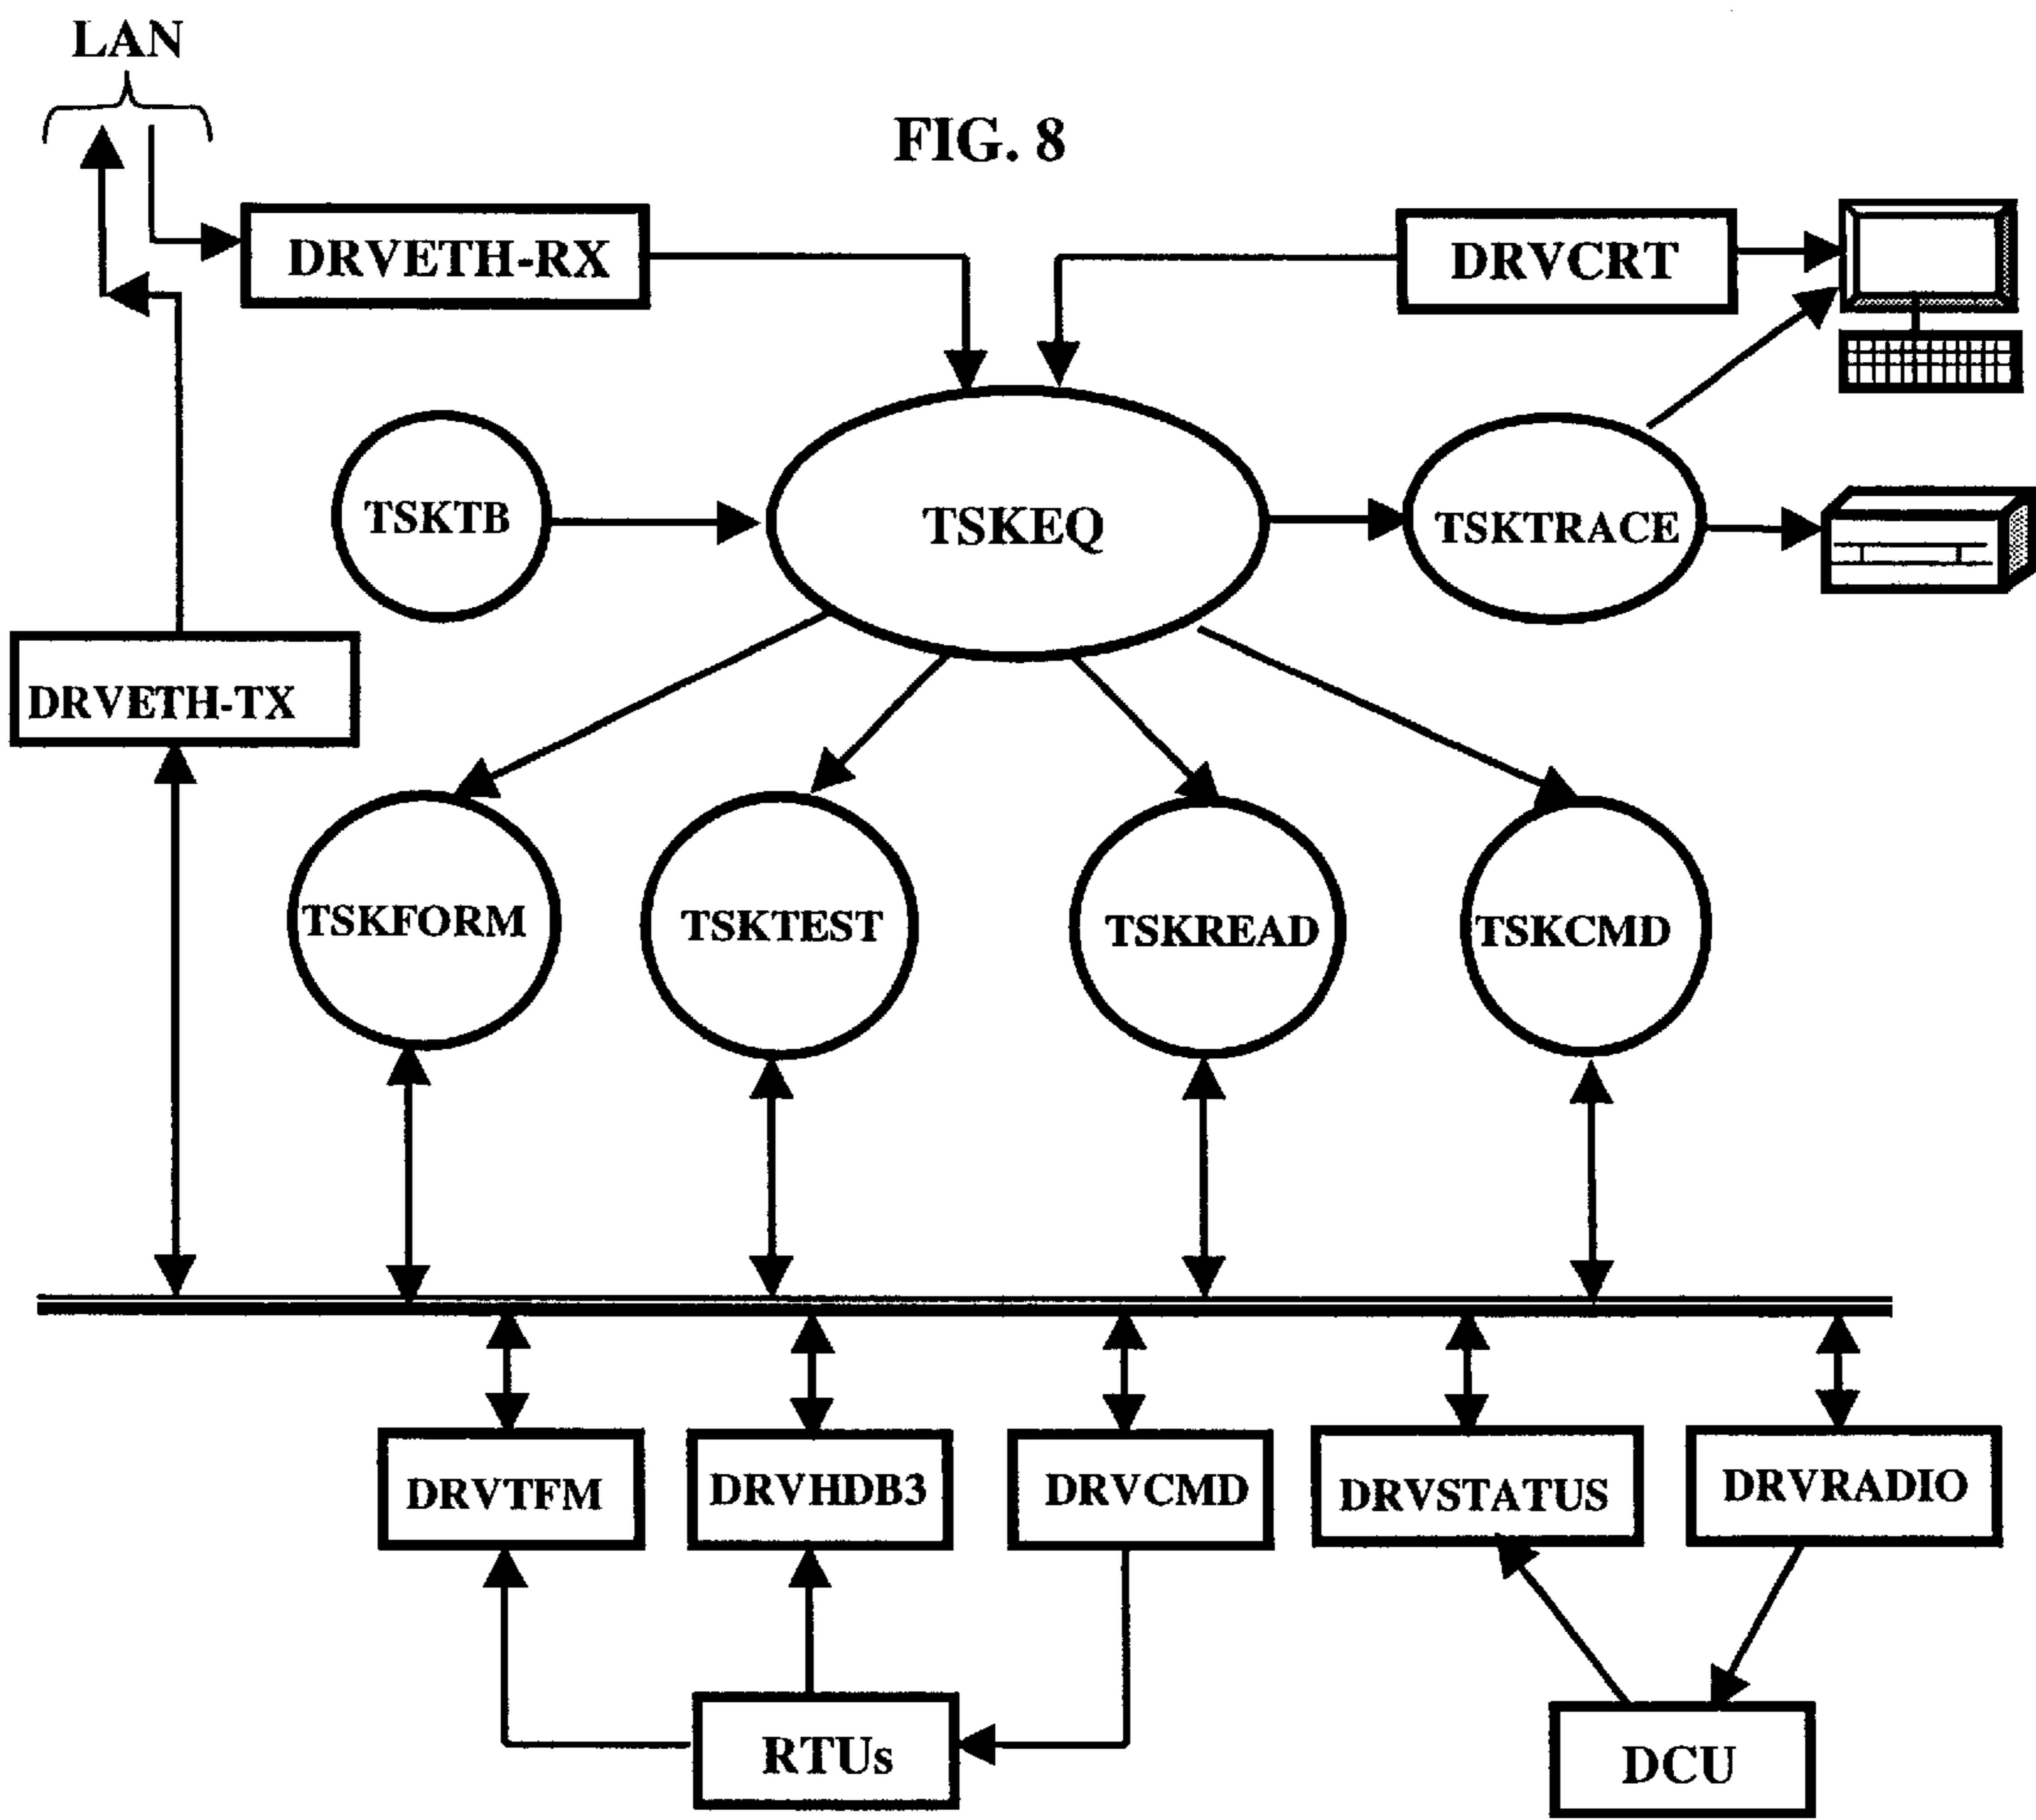 LAN
FIG. 8
DRVETH-RX
DRVCRT
TSKTB
TSKEQ
TSKTRACE
DRVETH-TX
TSKFORM
TSKTEST
TSKREAD
TSKCMD
DRVTFM
DRVHDB3
DRVCMD
DRVSTATUS
DRVRADIO
RTUs
DCU